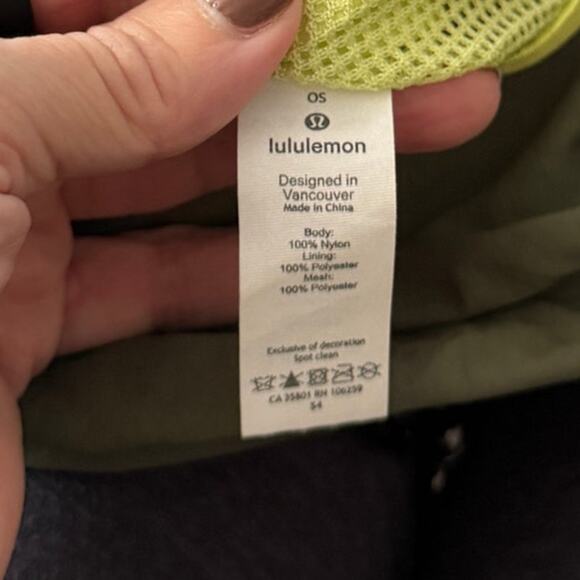 OS
lululemon
Designed in
Vancouver
Made in China
Body:
100% Nylon
Lining:
100% Polyester
Mesh:
100% Polyester
Exclusive of decoration
Spot clean
CA 35801 RN 106259
54